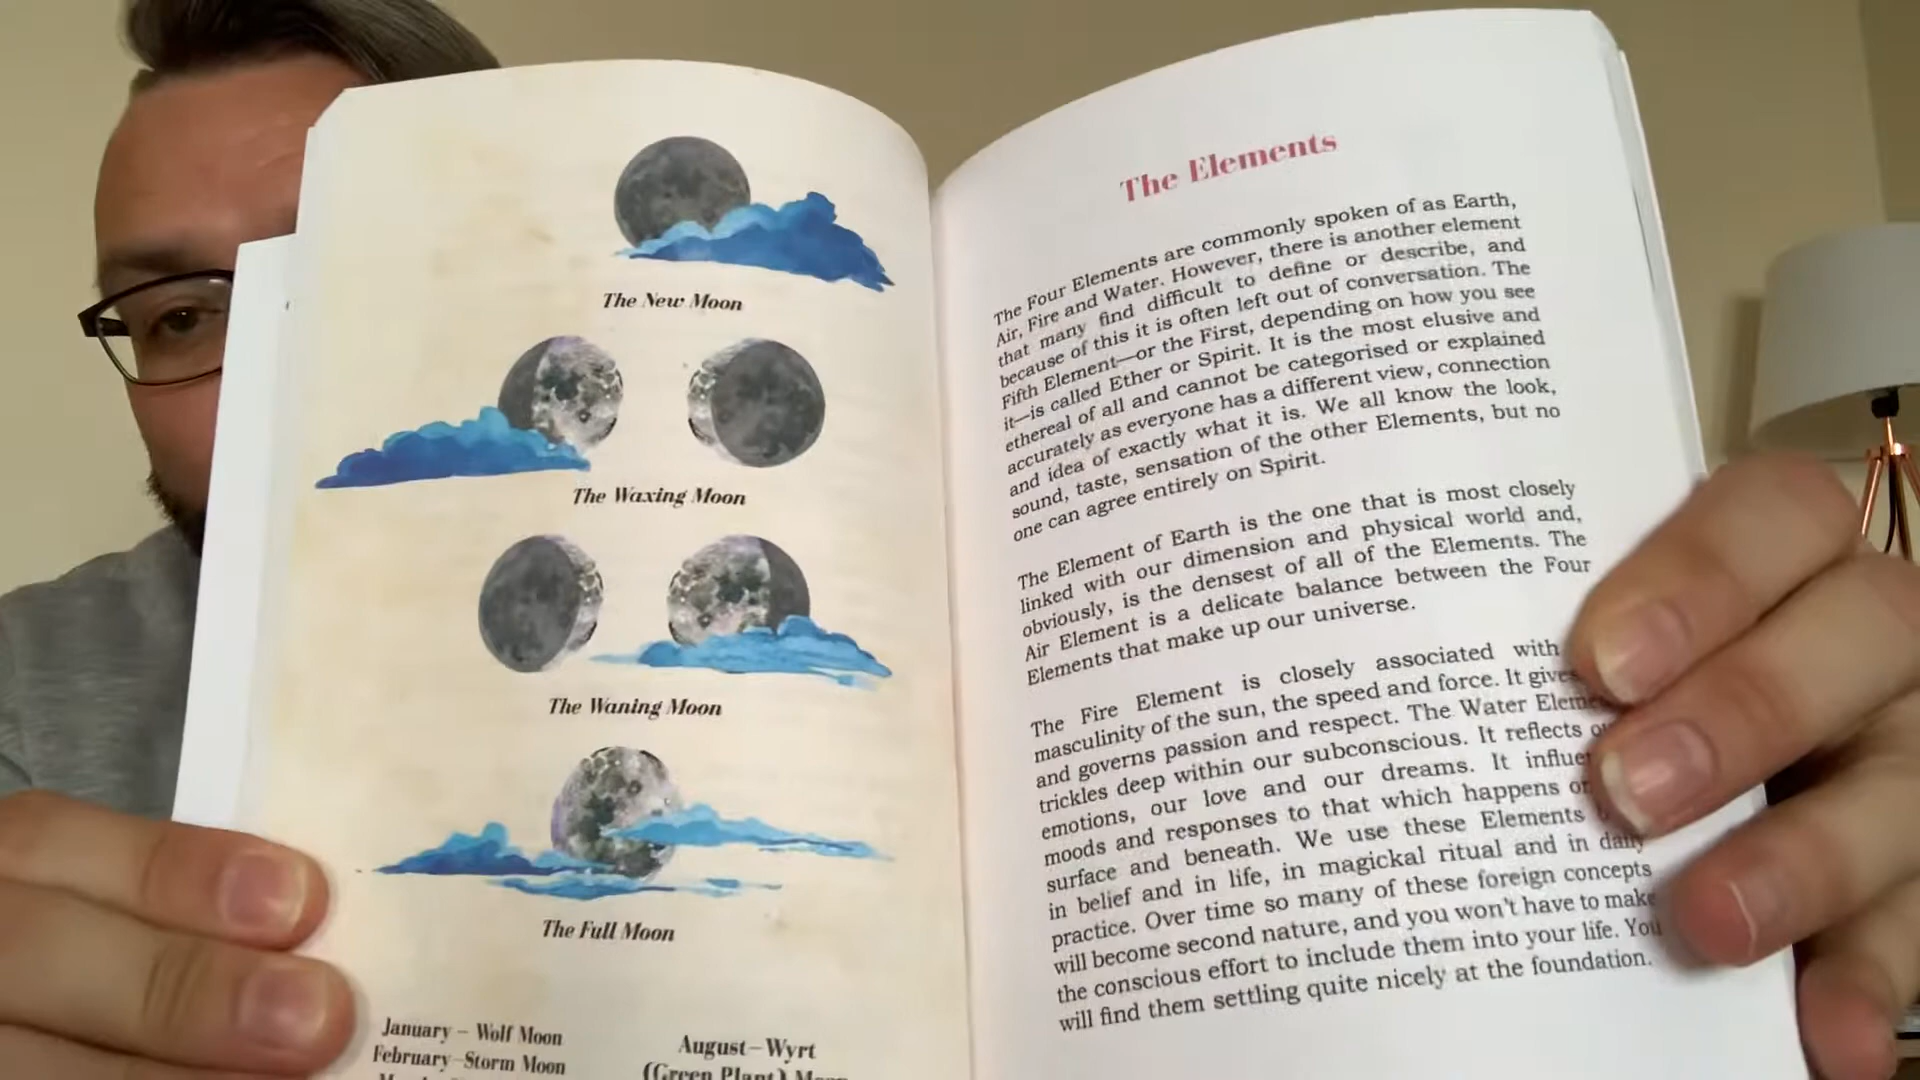 The New Moon
The Waxing Moon
The Waning Moon
The Full Moon
January – Wolf Moon
February–Storm Moon
August–Wyrt
(Green Plant)
The Elements
The Four Elements are commonly spoken of as Earth,
Air, Fire and Water. However, there is another element
that many find difficult to define or describe, and
because of this it is often left out of conversation. The
Fifth Element—or the First, depending on how you see
it—is called Ether or Spirit. It is the most elusive and
ethereal of all and cannot be categorised or explained
accurately as everyone has a different view, connection
and idea of exactly what it is. We all know the look,
sound, taste, sensation of the other Elements, but no
one can agree entirely on Spirit.
The Element of Earth is the one that is most closely
linked with our dimension and physical world and,
obviously, is the densest of all of the Elements. The
Air Element is a delicate balance between the Four
Elements that make up our universe.
The Fire Element is closely associated with
masculinity of the sun, the speed and force. It gives
and governs passion and respect. The Water
trickles deep within our subconscious. It reflects
emotions, our love and our dreams. It
moods and responses to that which happens
surface and beneath. We use these Elements
in belief and in life, in magickal ritual and in daily
practice. Over time so many of these foreign concepts
will become second nature, and you won't have to make
the conscious effort to include them into your life. You
will find them settling quite nicely at the foundation.